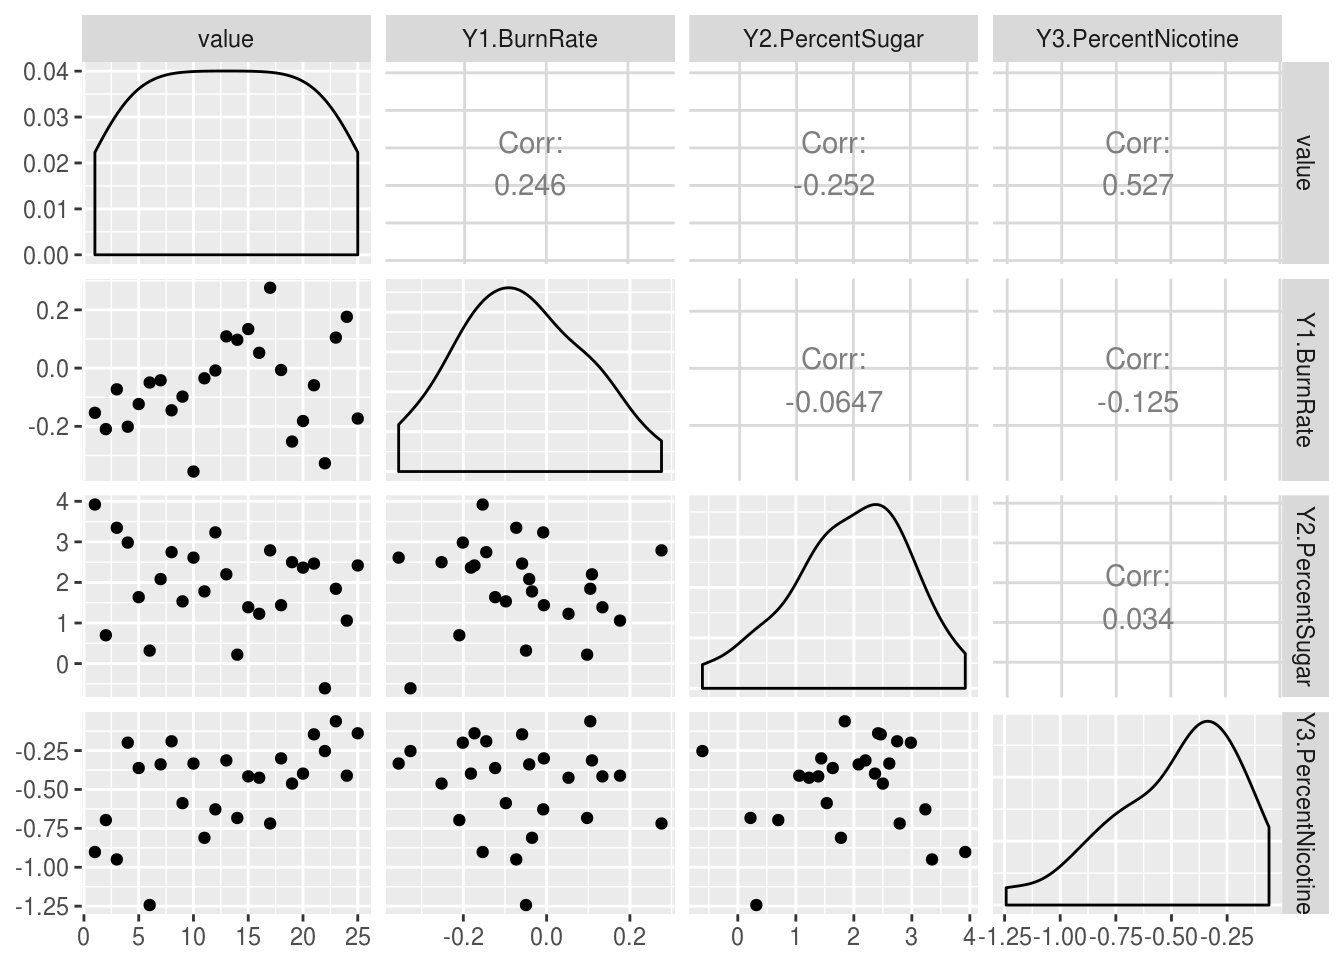 value Y1.BurnRate Y2.PercentSugar Y3.PercentNicotine
0.04
0.03
0.02
0.01
0.00
Corr:
0.246
Corr:
-0.252
Corr:
0.527
value
0.2
0.0
-0.2
Corr:
-0.0647
Corr:
-0.125
Y1.BurnRate
4
3
2
1
0
Corr:
0.034
Y2.PercentSugar
-0.25
-0.50
-0.75
-1.00
-1.25
Y3.PercentNicotine
0 5 10 15 20 25 -0.2 0.0 0.2 0 1 2 3 4 -1.25 -1.00 -0.75 -0.50 -0.25